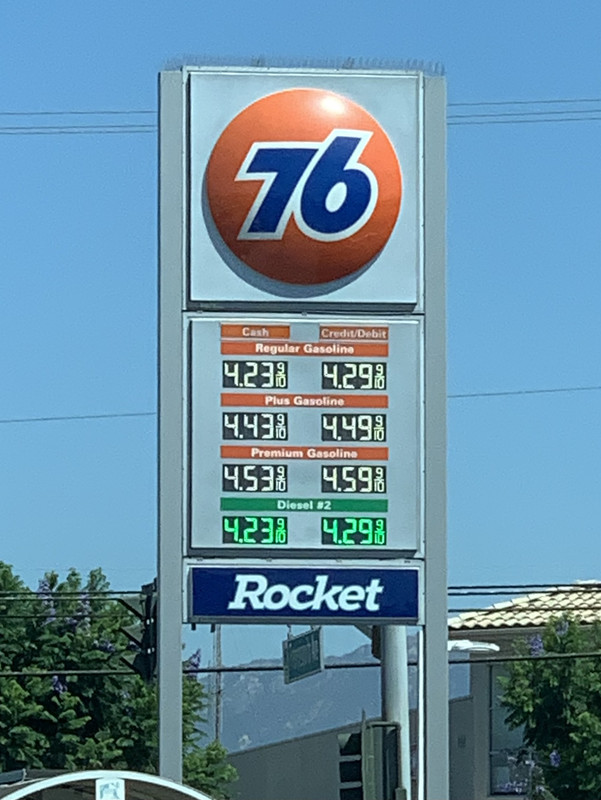 76
Cash Credit/Debit
Regular Gasoline
4.23 9/10 4.29 9/10
Plus Gasoline
4.43 9/10 4.49 9/10
Premium Gasoline
4.53 9/10 4.59 9/10
Diesel #2
4.23 9/10 4.29 9/10
Rocket